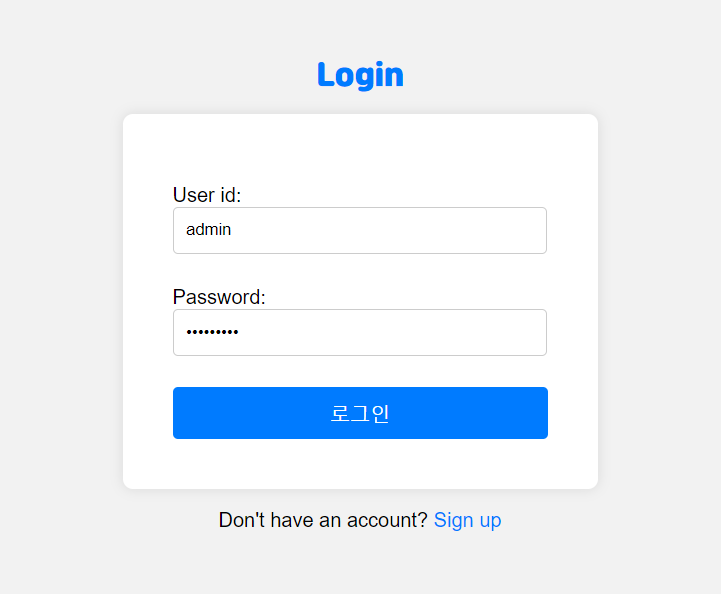 Login
User id:
admin
Password:
•••••••••
로그인
Don't have an account? Sign up